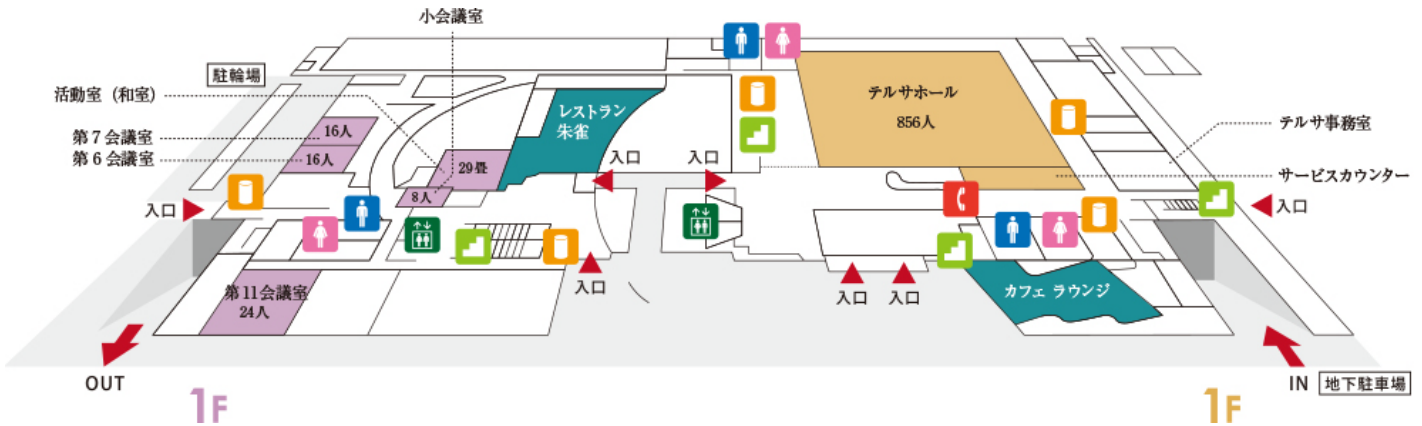 小会議室
駐輪場
活動室（和室）
第７会議室
第６会議室
16人
16人
29畳
8人
レストラン
朱雀
テルサホール
856人
テルサ事務室
サービスカウンター
入口
入口
入口
入口
入口
入口
入口
第11会議室
24人
カフェ ラウンジ
OUT
IN
地下駐車場
1F
1F